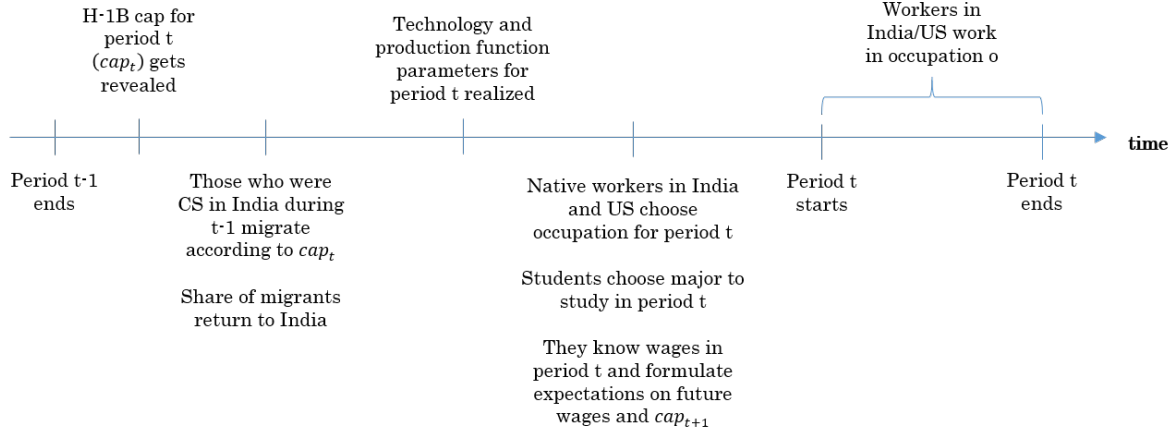 H-1B cap for
period t
(cap_t) gets
revealed
Technology and
production function
parameters for
period t realized
Workers in
India/US work
in occupation o
time
Period t-1
ends
Those who were
CS in India during
t-1 migrate
according to cap_t
Share of migrants
return to India
Native workers in India
and US choose
occupation for period t
Students choose major to
study in period t
They know wages in
period t and formulate
expectations on future
wages and cap_{t+1}
Period t
starts
Period t
ends